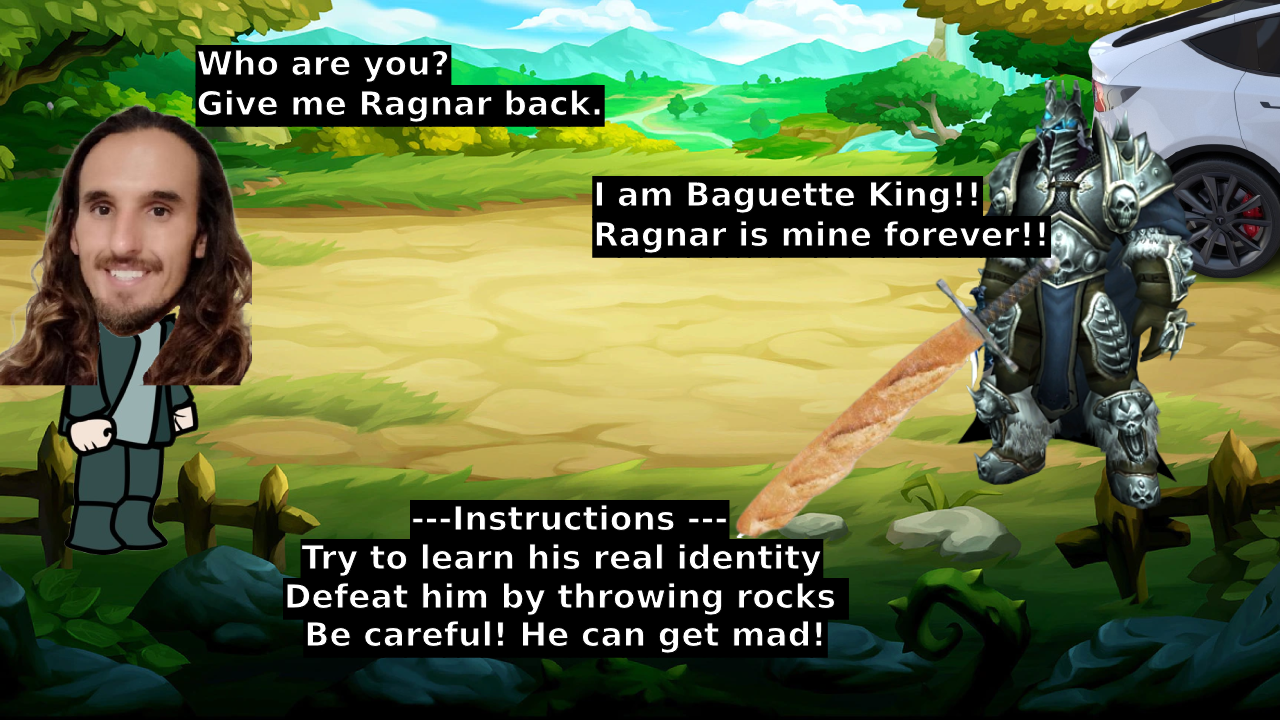 Who are you?
Give me Ragnar back.
I am Baguette King!!
Ragnar is mine forever!!
---Instructions ---
Try to learn his real identity
Defeat him by throwing rocks
Be careful! He can get mad!